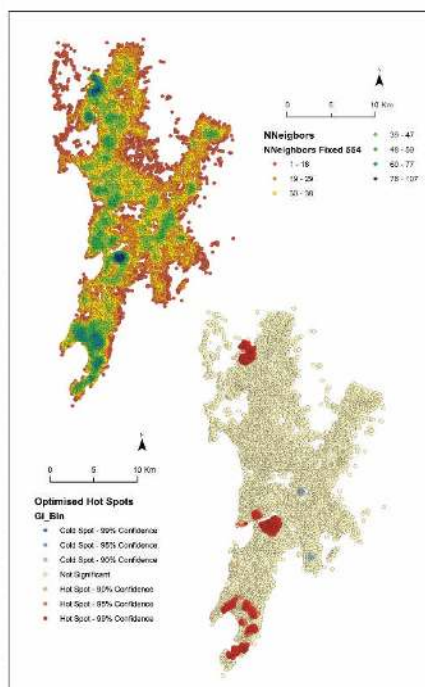 N
0 5 10 Km
NNeigbors
NNeighbors Fixed 554
1 - 18
19 - 29
30 - 38
39 - 47
48 - 59
60 - 77
78 - 107
N
0 5 10 Km
Optimised Hot Spots
Gi_Bin
Cold Spot - 99% Confidence
Cold Spot - 95% Confidence
Cold Spot - 90% Confidence
Not Significant
Hot Spot - 90% Confidence
Hot Spot - 95% Confidence
Hot Spot - 99% Confidence